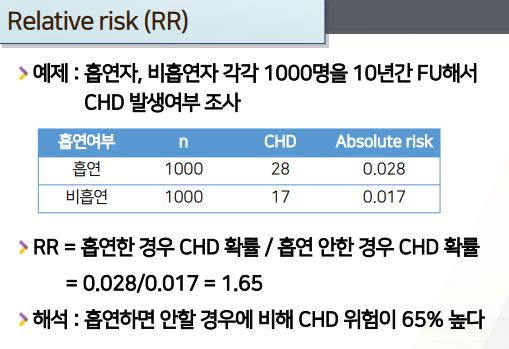 Relative risk (RR)
예제 : 흡연자, 비흡연자 각각 1000명을 10년간 FU해서
CHD 발생여부 조사
흡연여부 n CHD Absolute risk
흡연 1000 28 0.028
비흡연 1000 17 0.017
RR = 흡연한 경우 CHD 확률 / 흡연 안한 경우 CHD 확률
= 0.028/0.017 = 1.65
해석 : 흡연하면 안할 경우에 비해 CHD 위험이 65% 높다